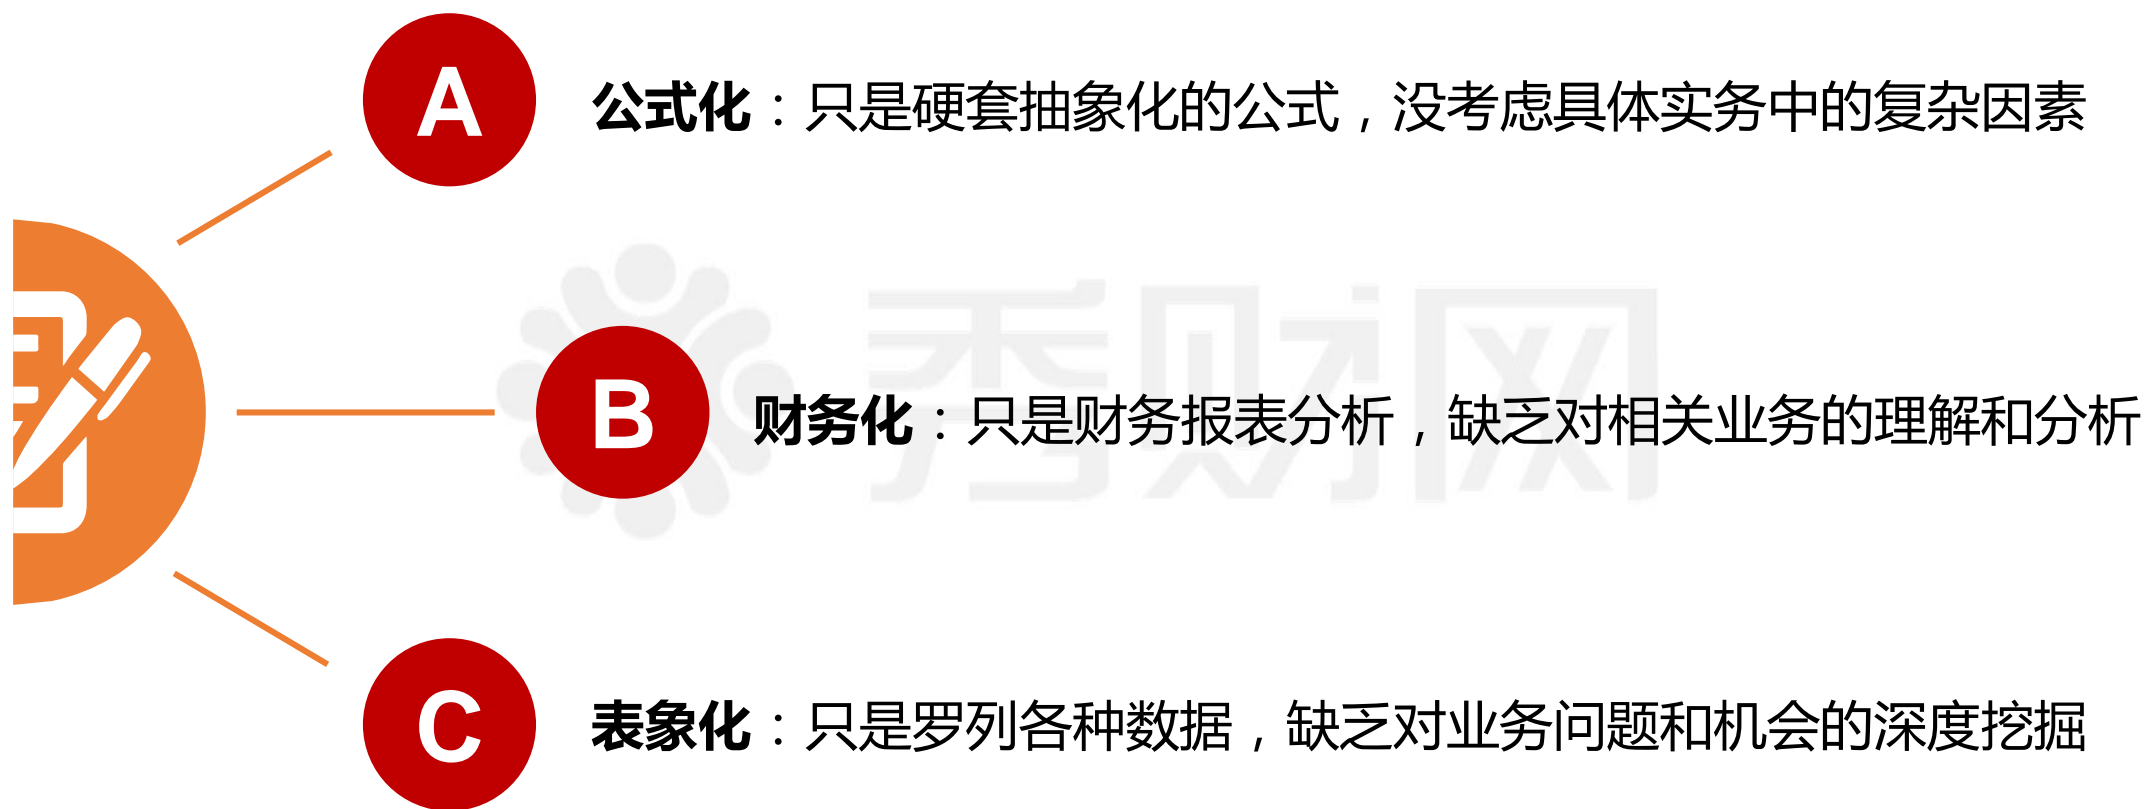 A
公式化：只是硬套抽象化的公式，没考虑具体实务中的复杂因素
秀财网
B
财务化：只是财务报表分析，缺乏对相关业务的理解和分析
C
表象化：只是罗列各种数据，缺乏对业务问题和机会的深度挖掘